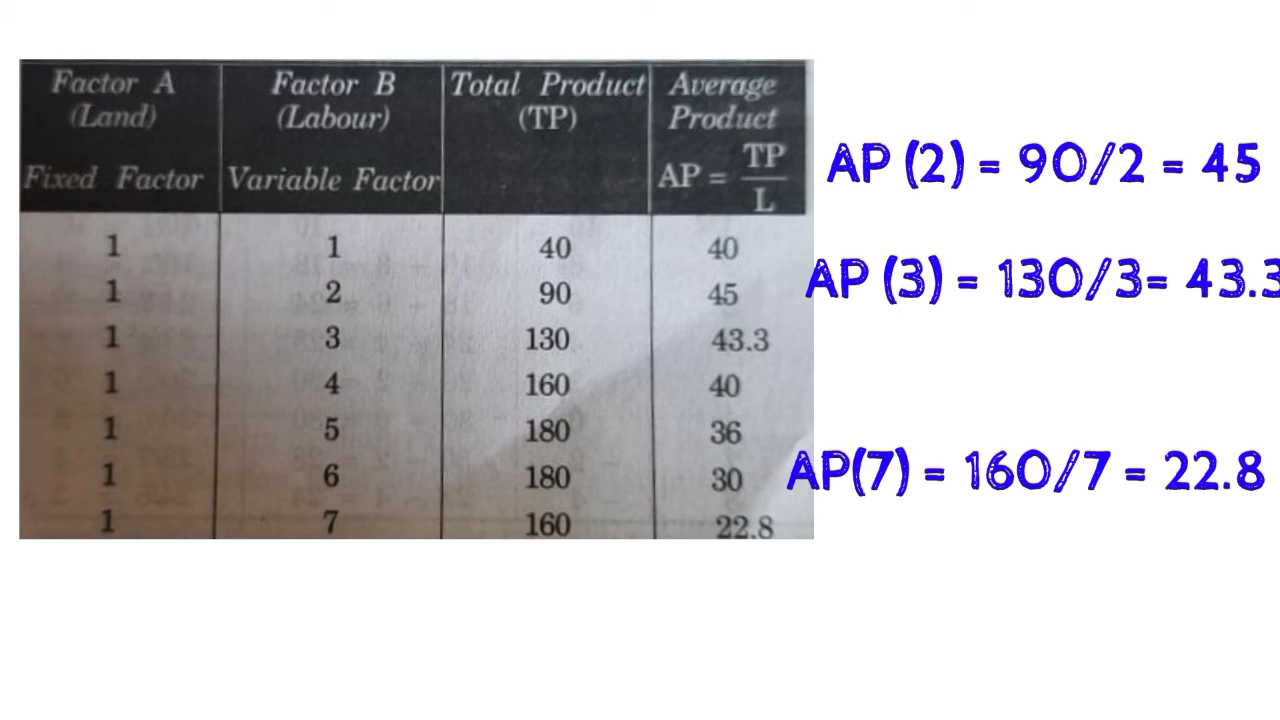 Factor A Factor B Total Product Average
(Land) (Labour) (TP) Product
Fixed Factor Variable Factor AP = TP/L
1 1 40 40
1 2 90 45
1 3 130 43.3
1 4 160 40
1 5 180 36
1 6 180 30
1 7 160 22.8
AP (2) = 90/2 = 45
AP (3) = 130/3= 43.3
AP(7) = 160/7 = 22.8